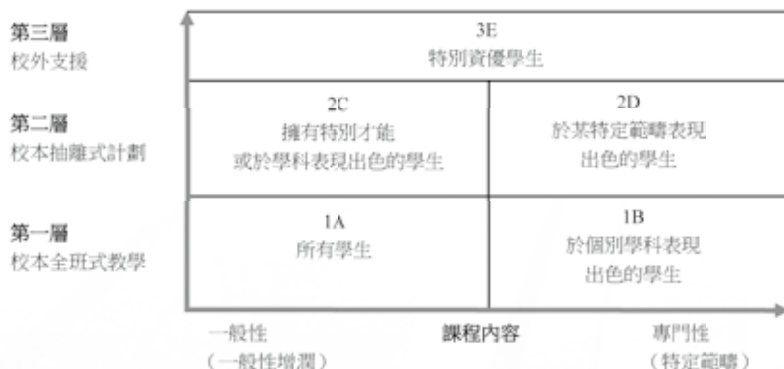 第三層
校外支援
3E
特別資優學生
第二層
校本抽離式計劃
2C
擁有特別才能
或於學科表現出色的學生
2D
於某特定範疇表現
出色的學生
第一層
校本全班式教學
1A
所有學生
1B
於個別學科表現
出色的學生
一般性
（一般性增潤）
課程內容
專門性
（特定範疇）